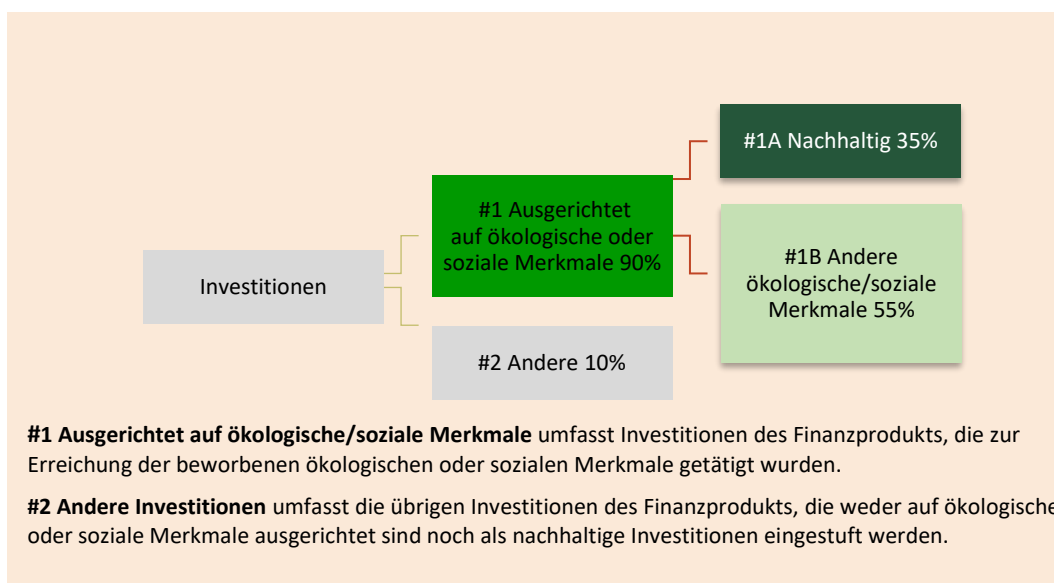 #1A Nachhaltig 35%
#1 Ausgerichtet
auf ökologische oder
soziale Merkmale 90%
#1B Andere
ökologische/soziale
Merkmale 55%
Investitionen
#2 Andere 10%
#1 Ausgerichtet auf ökologische/soziale Merkmale umfasst Investitionen des Finanzprodukts, die zur
Erreichung der beworbenen ökologischen oder sozialen Merkmale getätigt wurden.
#2 Andere Investitionen umfasst die übrigen Investitionen des Finanzprodukts, die weder auf ökologische
oder soziale Merkmale ausgerichtet sind noch als nachhaltige Investitionen eingestuft werden.